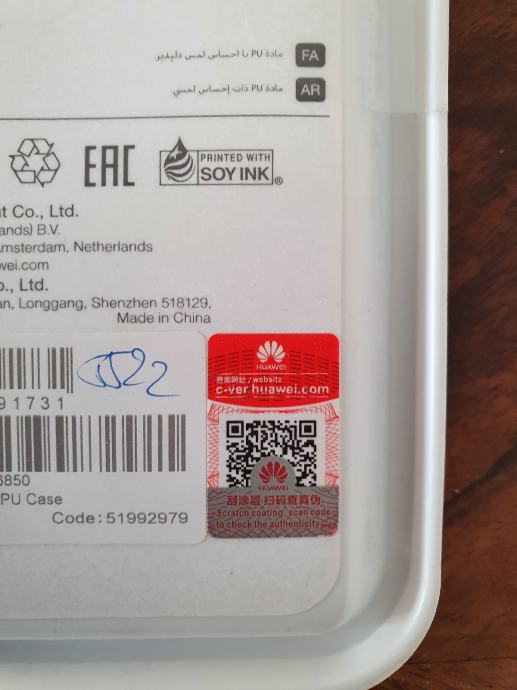 مادة PU با احساس لمس دلپذیر. FA
مادة PU ذات إحساس لمسي. AR
EAC
PRINTED WITH
SOY INK®
t Co., Ltd.
ands) B.V.
msterdam, Netherlands
wei.com
o., Ltd.
an, Longgang, Shenzhen 518129,
Made in China
HUAWEI
查询网址/website:
c-ver.huawei.com
91731
6850
PU Case
Code:51992979
HUAWEI
刮涂层·扫码查真伪
Scratch coating, scan code
to check the authenticity